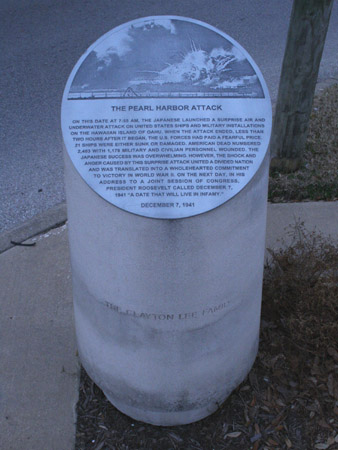 THE PEARL HARBOR ATTACK
ON THIS DATE AT 7:55 AM, THE JAPANESE LAUNCHED A SURPRISE AIR AND
UNDERWATER ATTACK ON UNITED STATES SHIPS AND MILITARY INSTALLATIONS
ON THE HAWAIIAN ISLAND OF OAHU. WHEN THE ATTACK ENDED, LESS THAN
TWO HOURS AFTER IT BEGAN, THE U.S. FORCES HAD PAID A FEARFUL PRICE.
21 SHIPS WERE EITHER SUNK OR DAMAGED. AMERICAN DEAD NUMBERED
2,403 WITH 1,178 MILITARY AND CIVILIAN PERSONNEL WOUNDED. THE
JAPANESE SUCCESS WAS OVERWHELMING. HOWEVER, THE SHOCK AND
ANGER CAUSED BY THIS SURPRISE ATTACK UNITED A DIVIDED NATION
AND WAS TRANSLATED INTO A WHOLEHEARTED COMMITMENT
TO VICTORY IN WORLD WAR II. ON THE NEXT DAY, IN HIS
ADDRESS TO A JOINT SESSION OF CONGRESS,
PRESIDENT ROOSEVELT CALLED DECEMBER 7,
1941 "A DATE THAT WILL LIVE IN INFAMY."
DECEMBER 7, 1941
THE CLAYTON LEE FAMILY